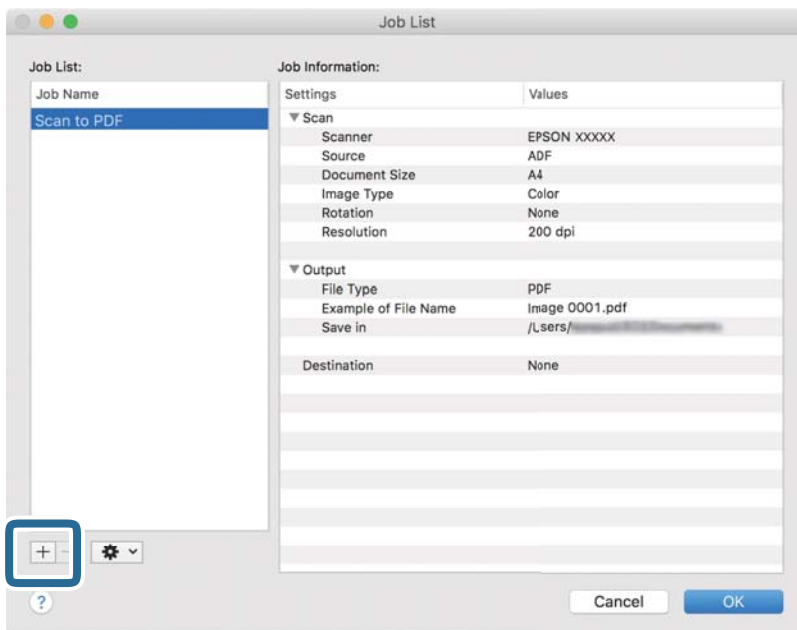 Job List
Job List:
Job Information:
Job Name
Scan to PDF
Settings Values
Scan
Scanner EPSON XXXXX
Source ADF
Document Size A4
Image Type Color
Rotation None
Resolution 200 dpi
Output
File Type PDF
Example of File Name Image 0001.pdf
Save in /Users/
Destination None
+ −
?
Cancel
OK